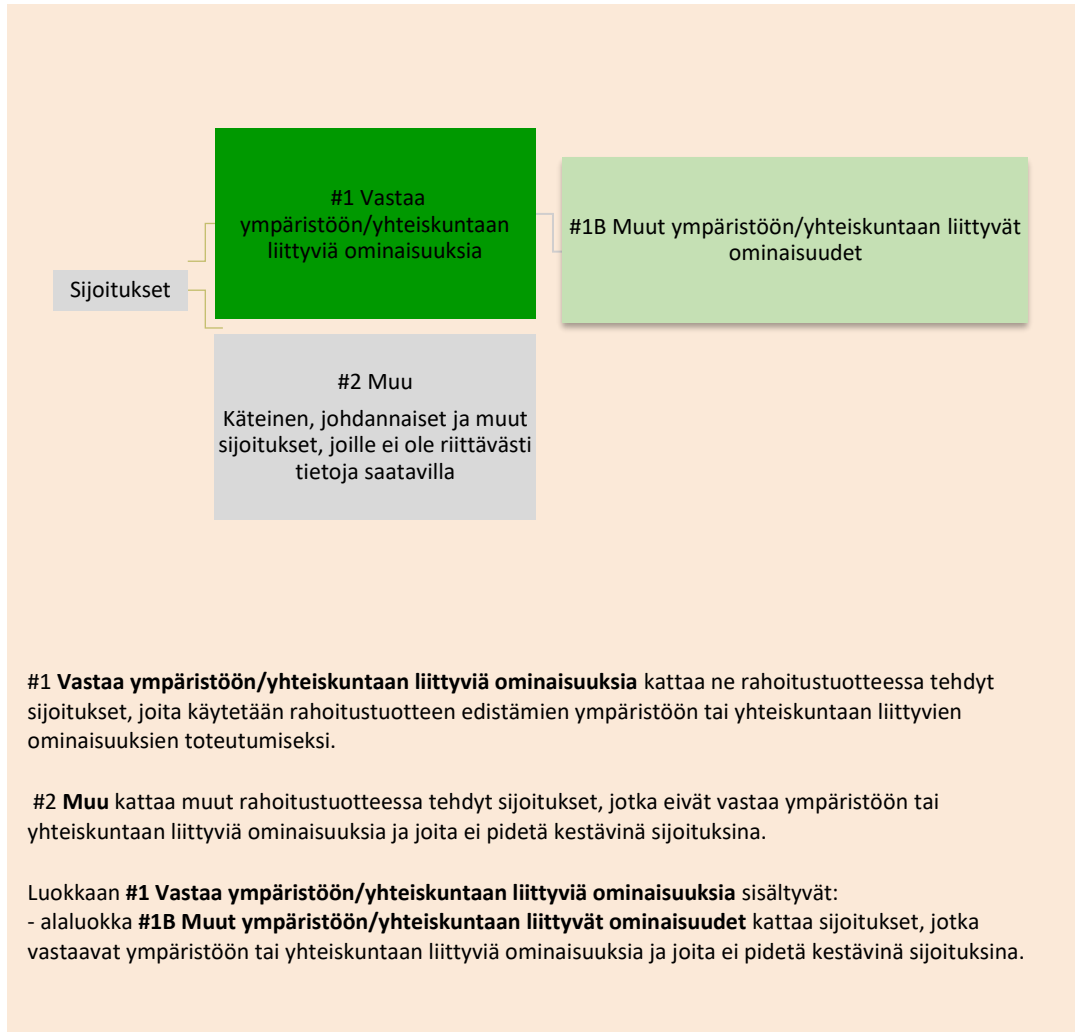 #1 Vastaa
ympäristöön/yhteiskuntaan
liittyviä ominaisuuksia
#1B Muut ympäristöön/yhteiskuntaan liittyvät
ominaisuudet
Sijoitukset
#2 Muu
Käteinen, johdannaiset ja muut
sijoitukset, joille ei ole riittävästi
tietoja saatavilla
#1 Vastaa ympäristöön/yhteiskuntaan liittyviä ominaisuuksia kattaa ne rahoitustuotteessa tehdyt
sijoitukset, joita käytetään rahoitustuotteen edistämien ympäristöön tai yhteiskuntaan liittyvien
ominaisuuksien toteutumiseksi.
#2 Muu kattaa muut rahoitustuotteessa tehdyt sijoitukset, jotka eivät vastaa ympäristöön tai
yhteiskuntaan liittyviä ominaisuuksia ja joita ei pidetä kestävinä sijoituksina.
Luokkaan #1 Vastaa ympäristöön/yhteiskuntaan liittyviä ominaisuuksia sisältyvät:
- alaluokka #1B Muut ympäristöön/yhteiskuntaan liittyvät ominaisuudet kattaa sijoitukset, jotka
vastaavat ympäristöön tai yhteiskuntaan liittyviä ominaisuuksia ja joita ei pidetä kestävinä sijoituksina.